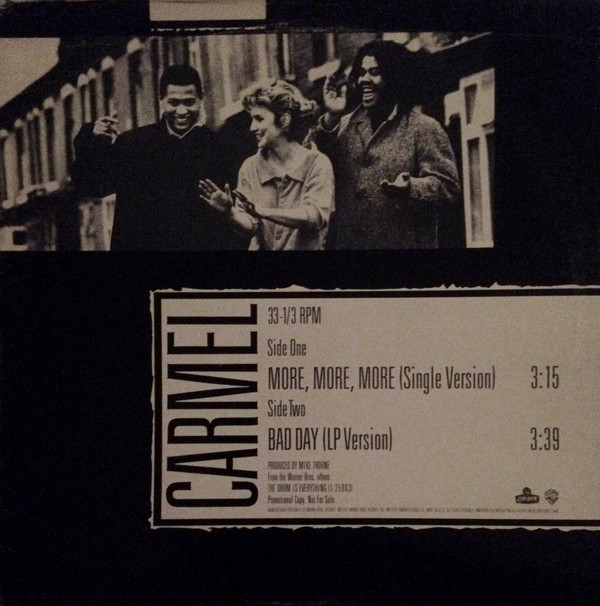 CARMEL
33-1/3 RPM
Side One
MORE, MORE, MORE (Single Version) 3:15
Side Two
BAD DAY (LP Version) 3:39
PRODUCED BY MIKE THORNE
From the Warner Bros. album
THE DRUM IS EVERYTHING (1-25043)
Promotional Copy. Not For Sale.